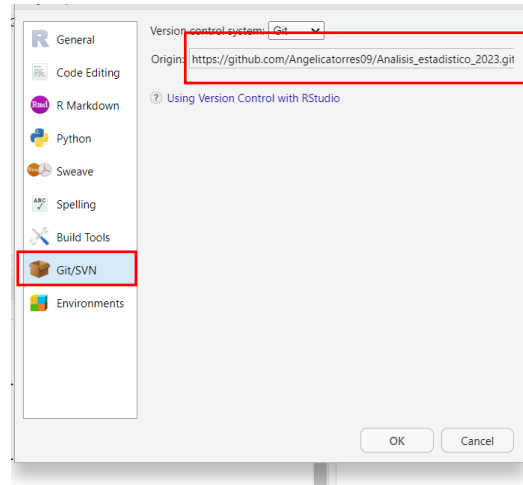 Version control system: Git
Origin: https://github.com/Angelicatorres09/Analisis_estadistico_2023.git
Using Version Control with RStudio
General
Code Editing
R Markdown
Python
Sweave
Spelling
Build Tools
Git/SVN
Environments
OK
Cancel